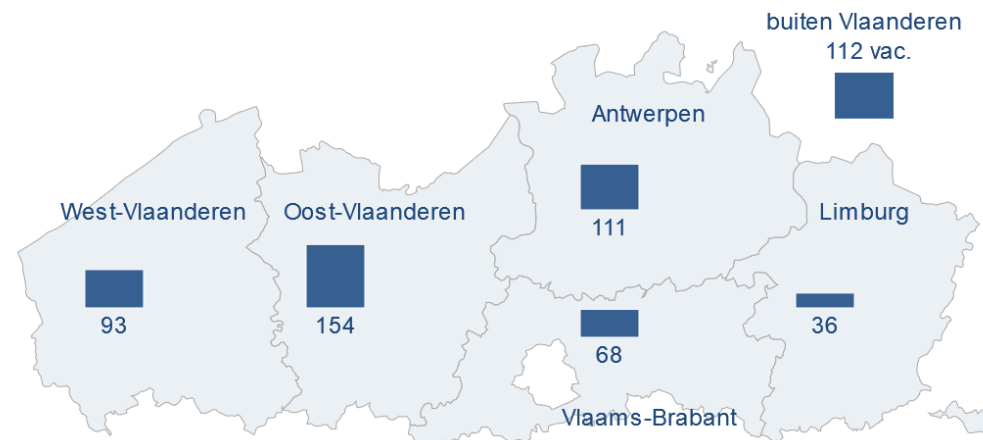 buiten Vlaanderen
112 vac.
Antwerpen
111
West-Vlaanderen
93
Oost-Vlaanderen
154
Limburg
36
68
Vlaams-Brabant